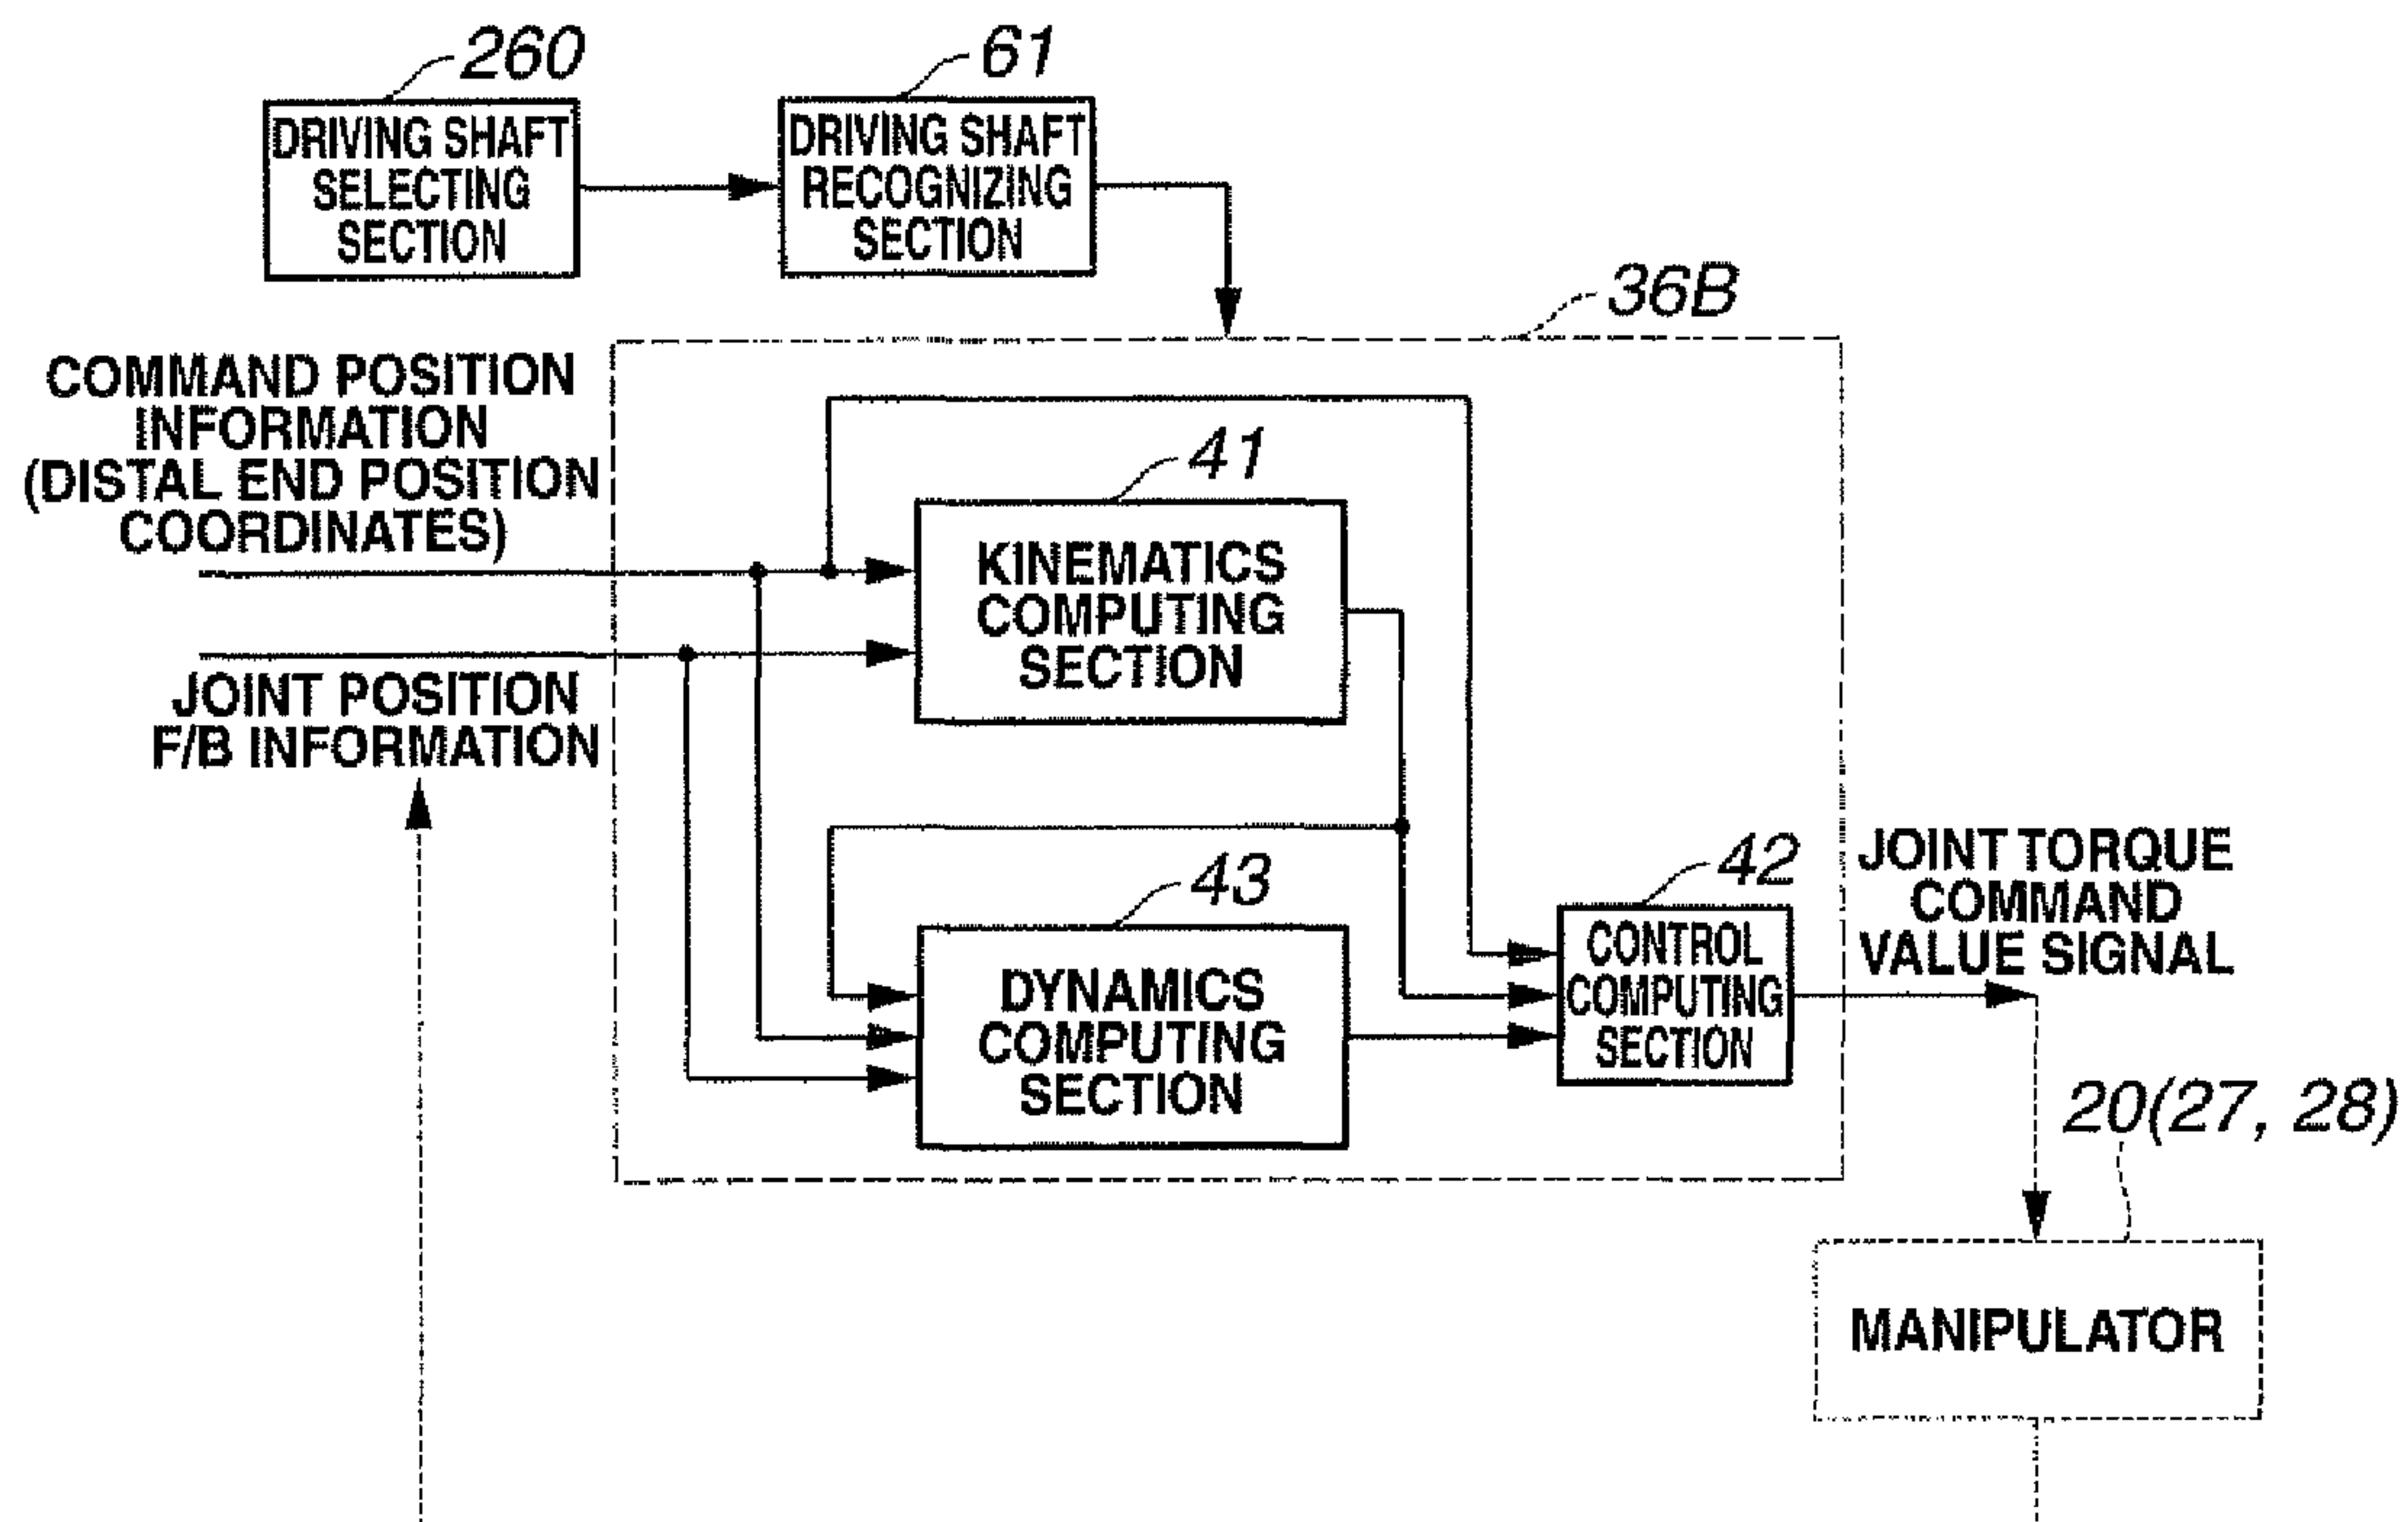 260
61
DRIVING SHAFT
SELECTING
SECTION
DRIVING SHAFT
RECOGNIZING
SECTION
36B
COMMAND POSITION
INFORMATION
(DISTAL END POSITION
COORDINATES)
41
KINEMATICS
COMPUTING
SECTION
JOINT POSITION
F/B INFORMATION
43
DYNAMICS
COMPUTING
SECTION
42
CONTROL
COMPUTING
SECTION
JOINT TORQUE
COMMAND
VALUE SIGNAL
20(27, 28)
MANIPULATOR